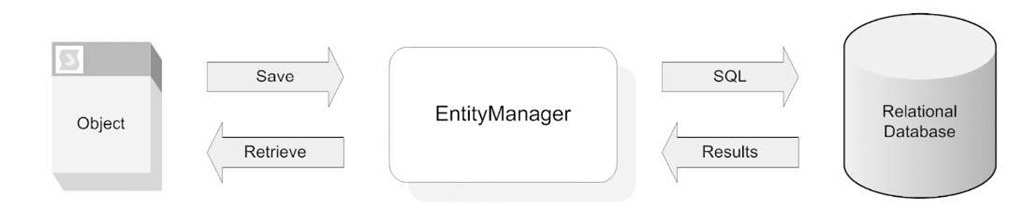 Object
Save
Retrieve
EntityManager
SQL
Results
Relational
Database